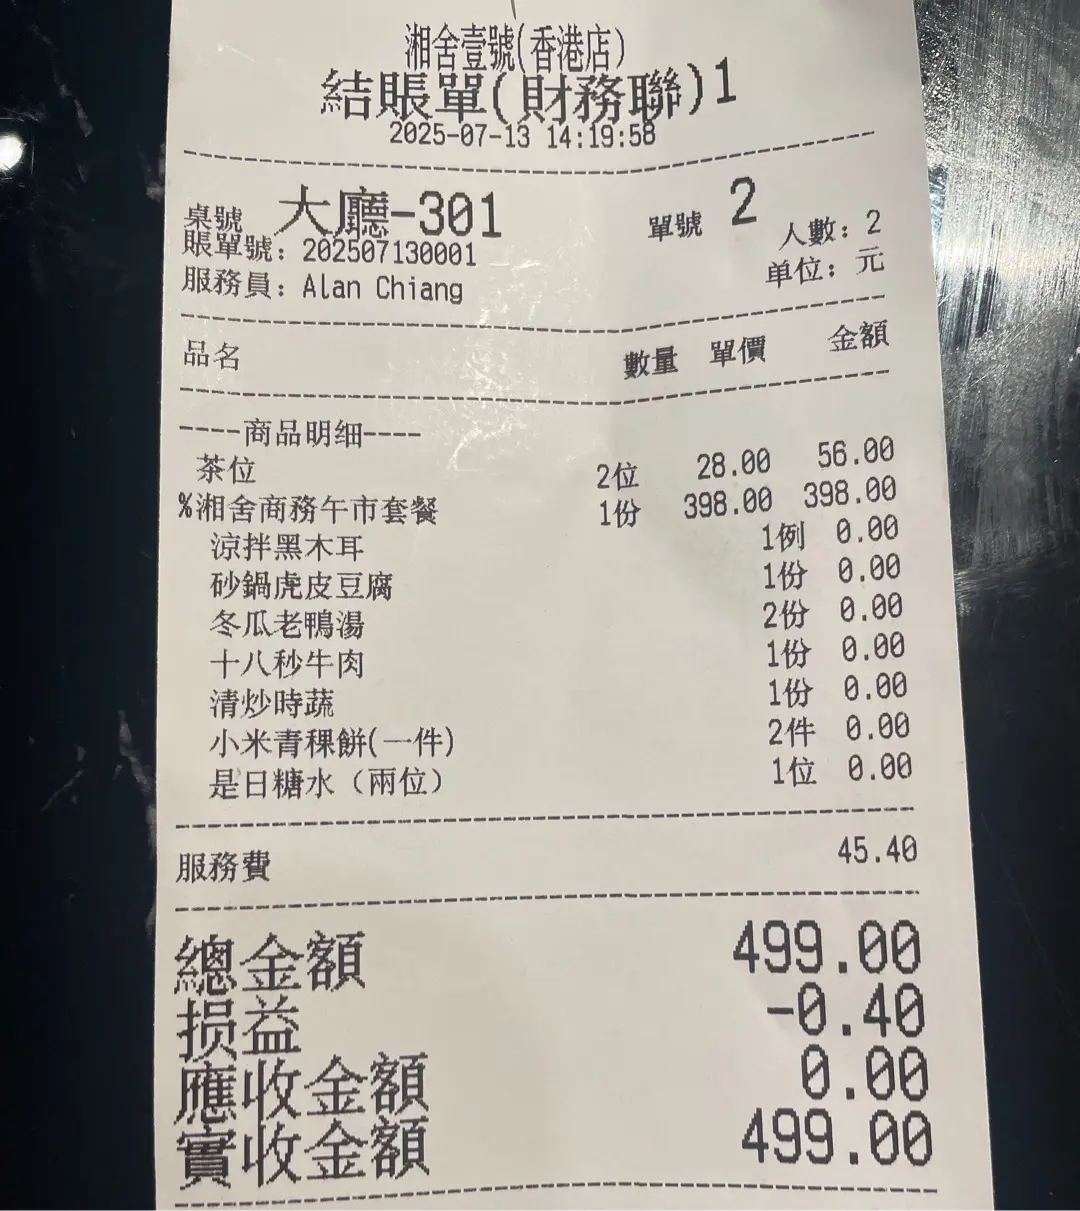 湘舍壹號(香港店)
結賬單(財務聯)1
2025-07-13 14:19:58
桌號 大廳-301 單號 2
賬單號: 202507130001 人數: 2
服務員: Alan Chiang 单位: 元
品名 數量 單價 金額
----商品明细----
茶位 2位 28.00 56.00
%湘舍商務午市套餐 1份 398.00 398.00
涼拌黑木耳 1例 0.00
砂鍋虎皮豆腐 1份 0.00
冬瓜老鴨湯 2份 0.00
十八秒牛肉 1份 0.00
清炒時蔬 1份 0.00
小米青稞餅(一件) 2件 0.00
是日糖水（兩位） 1位 0.00
服務費 45.40
總金額 499.00
损益 -0.40
應收金額 0.00
實收金額 499.00